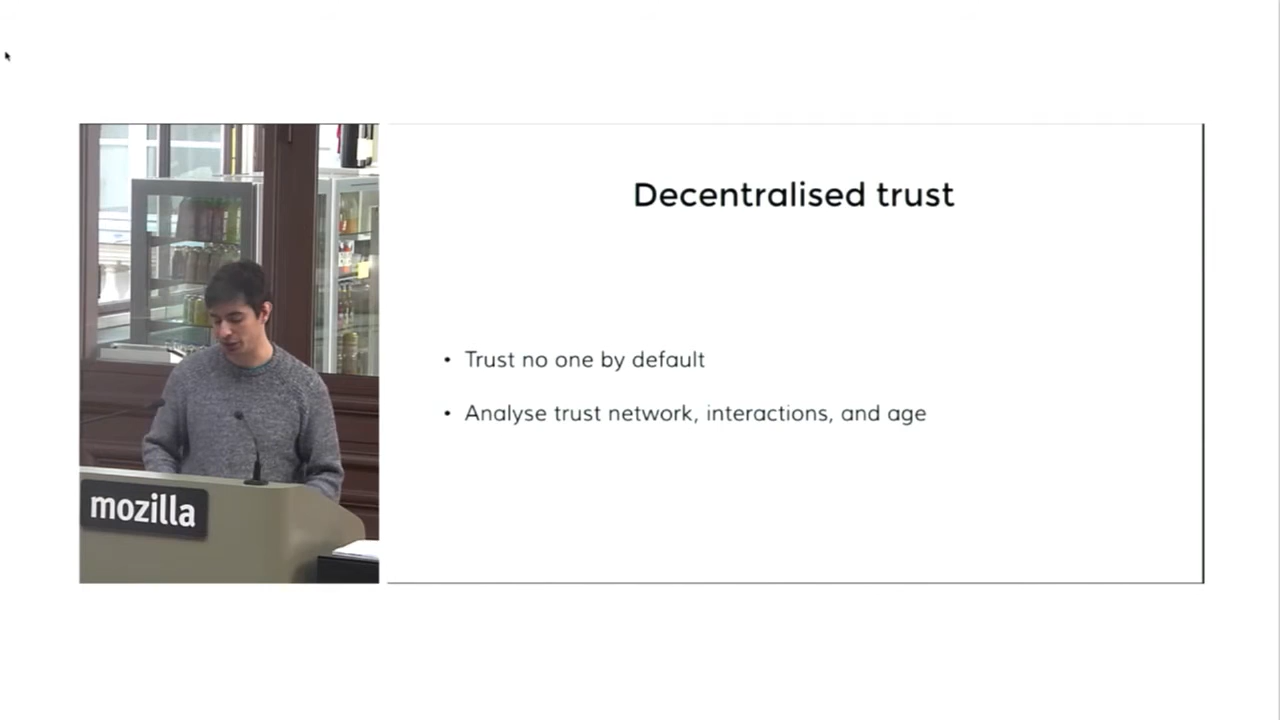 Decentralised trust
• Trust no one by default
• Analyse trust network, interactions, and age
mozilla